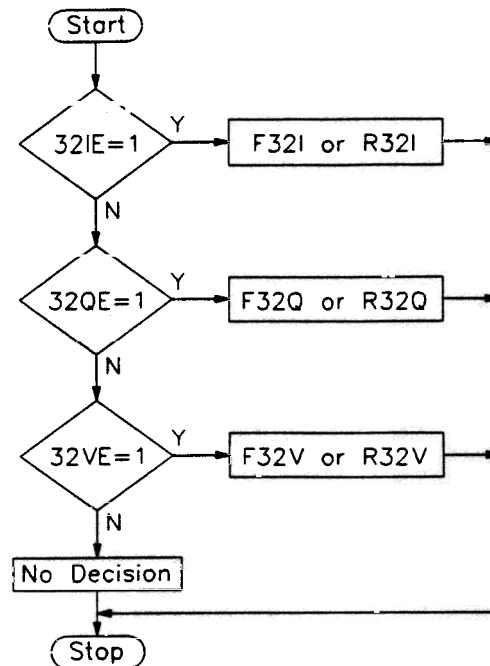 Start
32IE=1
Y
F32I or R32I
N
32QE=1
Y
F32Q or R32Q
N
32VE=1
Y
F32V or R32V
N
No Decision
Stop